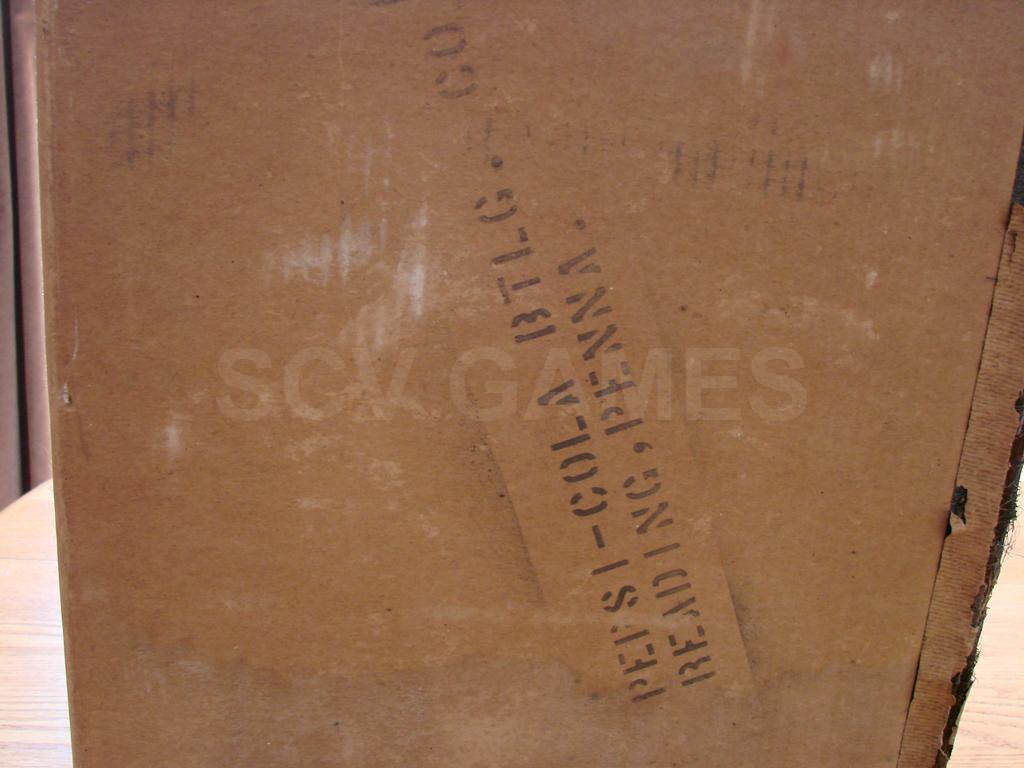 PEPSI-COLA BTLG. CO
READING, PENNA.
SCV GAMES